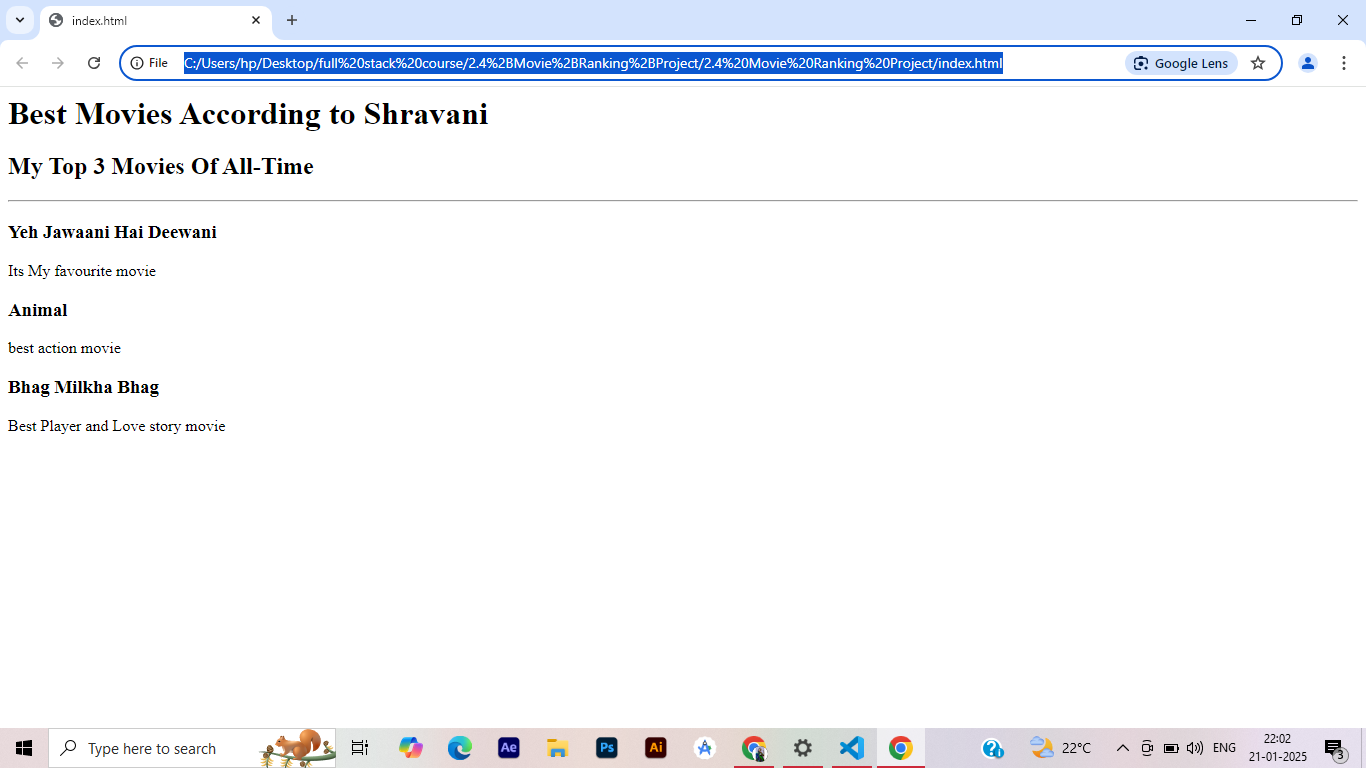 index.html
File
C:/Users/hp/Desktop/full%20stack%20course/2.4%2BMovie%2BRanking%2BProject/2.4%20Movie%20Ranking%20Project/index.html
Google Lens
Best Movies According to Shravani
My Top 3 Movies Of All-Time
Yeh Jawaani Hai Deewani
Its My favourite movie
Animal
best action movie
Bhag Milkha Bhag
Best Player and Love story movie
Type here to search
Ae
Ps
Ai
22°C
ENG
22:02
21-01-2025
3